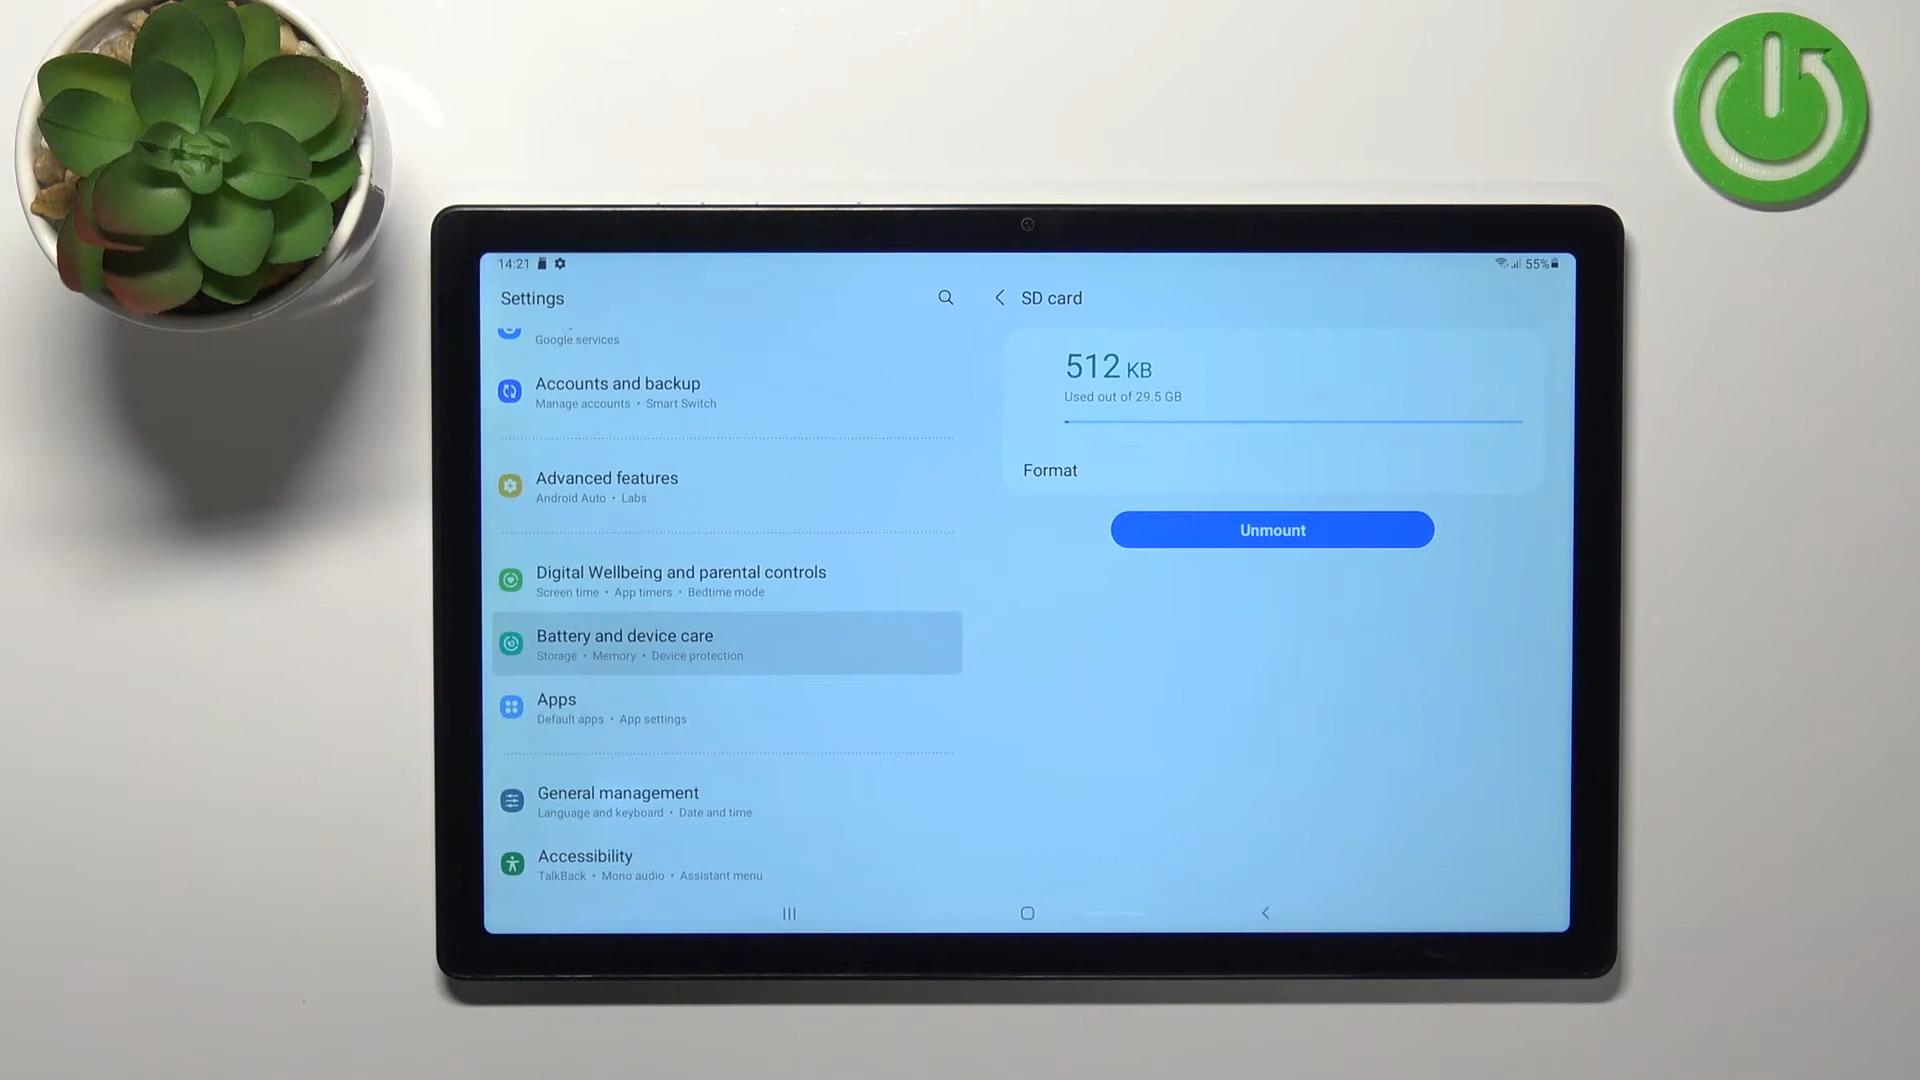 14:21
55%
Settings
Google services
Accounts and backup
Manage accounts • Smart Switch
Advanced features
Android Auto • Labs
Digital Wellbeing and parental controls
Screen time • App timers • Bedtime mode
Battery and device care
Storage • Memory • Device protection
Apps
Default apps • App settings
General management
Language and keyboard • Date and time
Accessibility
TalkBack • Mono audio • Assistant menu
SD card
512 KB
Used out of 29.5 GB
Format
Unmount